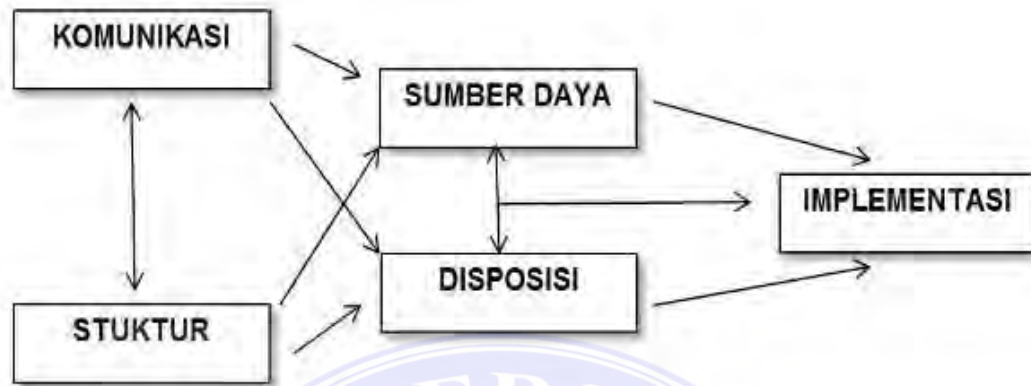 KOMUNIKASI
SUMBER DAYA
IMPLEMENTASI
DISPOSISI
STUKTUR